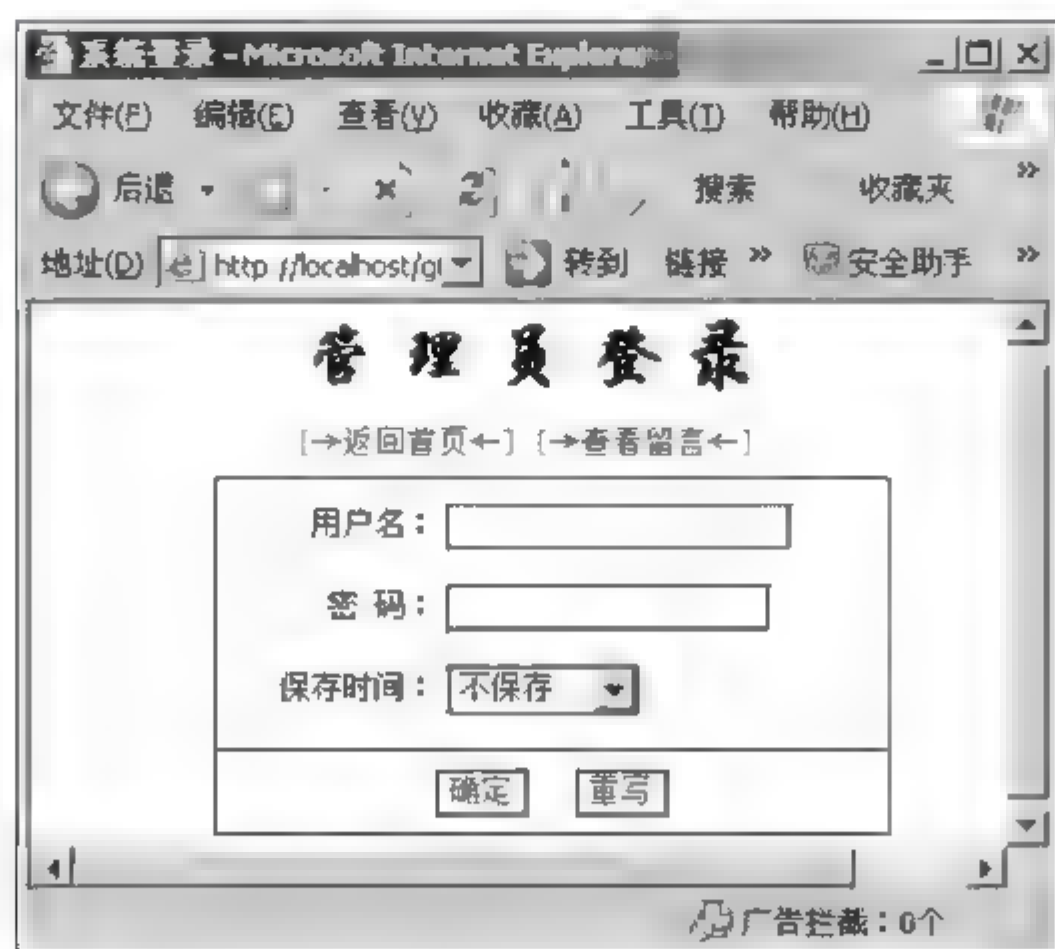 系统登录 - Microsoft Internet Explorer
文件(F) 编辑(E) 查看(V) 收藏(A) 工具(T) 帮助(H)
后退 搜索 收藏夹 »
地址(D) http://localhost/g 转到 链接 » 安全助手 »
管理员登录
[→返回首页←] [→查看留言←]
用户名：
密 码：
保存时间： 不保存
确定 重写
广告拦截：0个